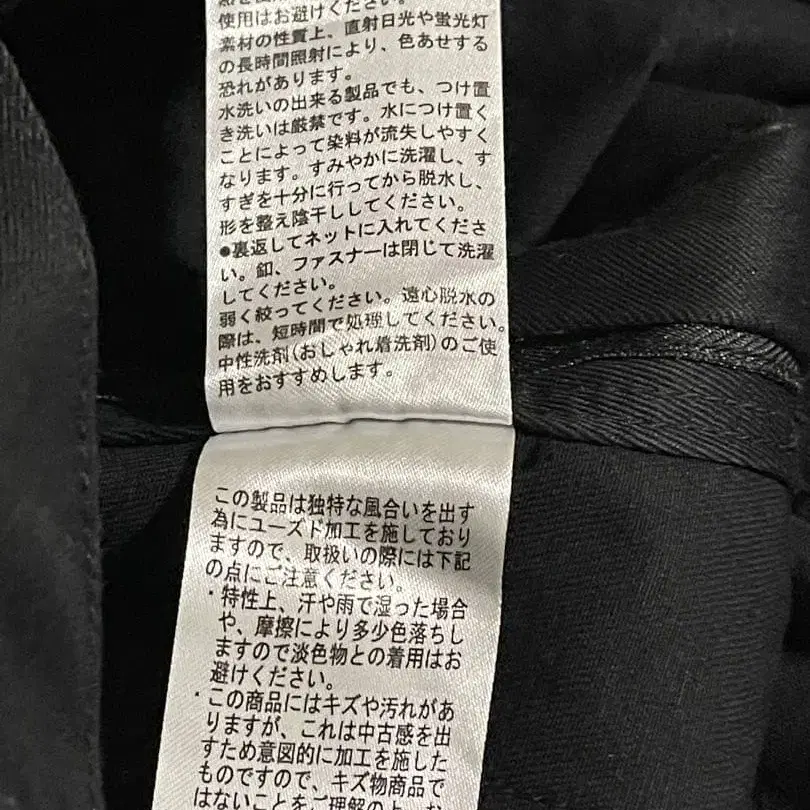 使用はお避けください。
素材の性質上、直射日光や蛍光灯
の長時間照射により、色あせする
恐れがあります。
水洗いの出来る製品でも、つけ置
き洗いは厳禁です。水につけ置く
ことによって染料が流失しやすく
なります。すみやかに洗濯し、す
すぎを十分に行ってから脱水し、
形を整え陰干ししてください。
●裏返してネットに入れてくださ
い。釦、ファスナーは閉じて洗濯
してください。
弱く絞ってください。遠心脱水の
際は、短時間で処理してください。
中性洗剤(おしゃれ着洗剤)のご使
用をおすすめします。
この製品は独特な風合いを出す
為にユーズド加工を施しており
ますので、取扱いの際には下記
の点にご注意ください。
・特性上、汗や雨で湿った場合
や、摩擦により多少色落ちし
ますので淡色物との着用はお
避けください。
・この商品にはキズや汚れがあ
りますが、これは中古感を出
すため意図的に加工を施した
ものですので、キズ物商品で
はないことをご理解の上、